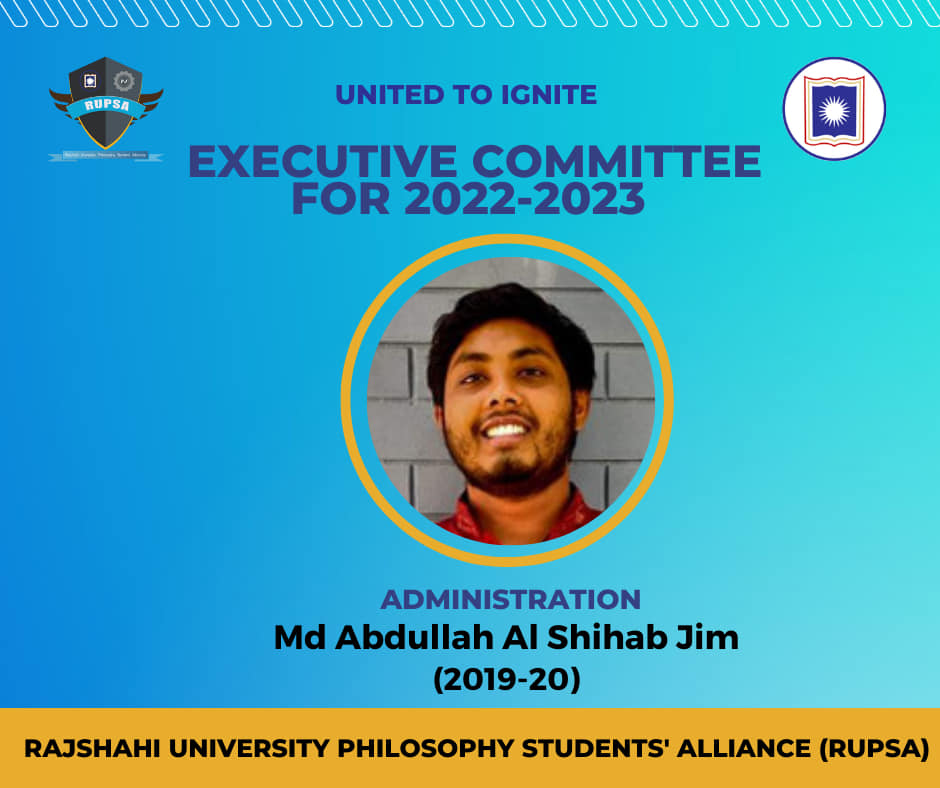 RUPSA
UNITED TO IGNITE
EXECUTIVE COMMITTEE
FOR 2022-2023
ADMINISTRATION
Md Abdullah Al Shihab Jim
(2019-20)
RAJSHAHI UNIVERSITY PHILOSOPHY STUDENTS' ALLIANCE (RUPSA)